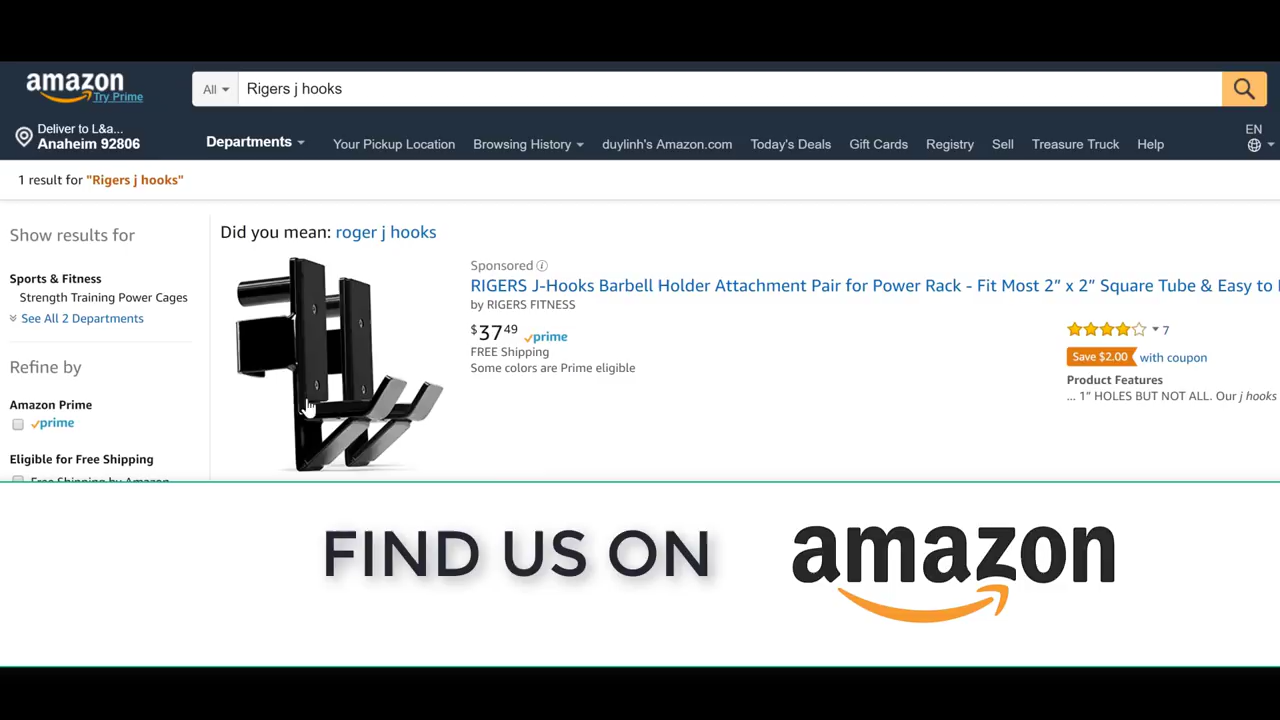 amazon
Try Prime
All
Rigers j hooks
Deliver to L&a...
Anaheim 92806
Departments
Your Pickup Location
Browsing History
duylinh's Amazon.com
Today's Deals
Gift Cards
Registry
Sell
Treasure Truck
Help
EN
1 result for "Rigers j hooks"
Show results for
Sports & Fitness
Strength Training Power Cages
See All 2 Departments
Refine by
Amazon Prime
prime
Eligible for Free Shipping
Free Shipping by Amazon
Did you mean: roger j hooks
Sponsored
RIGERS J-Hooks Barbell Holder Attachment Pair for Power Rack - Fit Most 2” x 2” Square Tube & Easy to
by RIGERS FITNESS
$37 49 prime
FREE Shipping
Some colors are Prime eligible
7
Save $2.00 with coupon
Product Features
... 1” HOLES BUT NOT ALL. Our j hooks
FIND US ON amazon